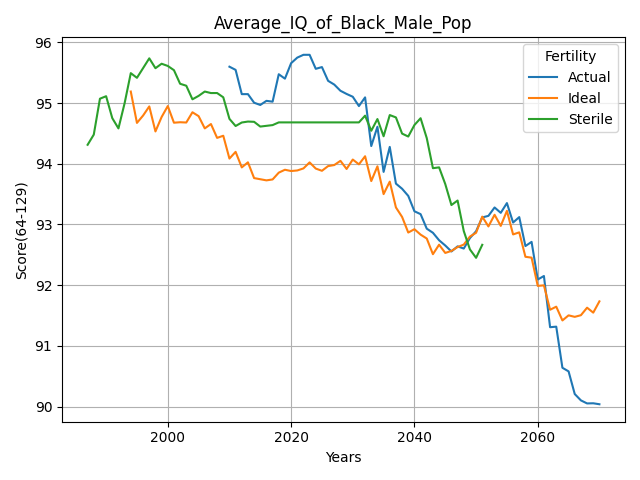 Average_IQ_of_Black_Male_Pop
Fertility
Actual
Ideal
Sterile
Score(64-129)
96
95
94
93
92
91
90
2000
2020
2040
2060
Years